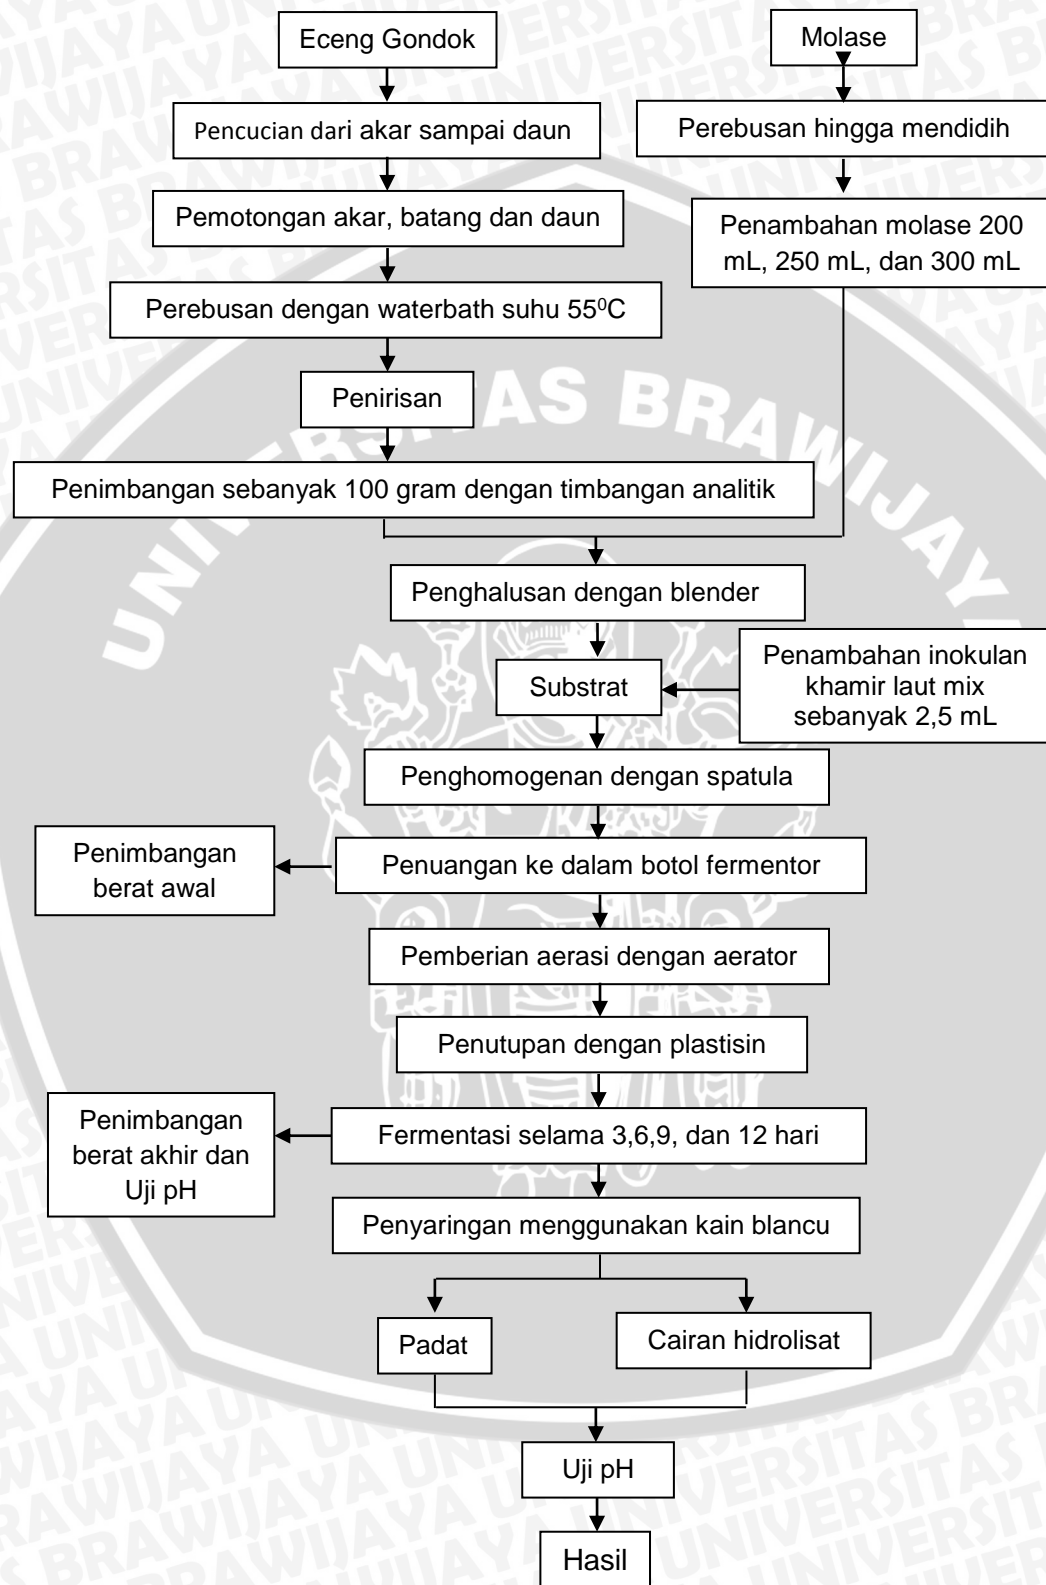 Eceng Gondok
Molase
Pencucian dari akar sampai daun
Perebusan hingga mendidih
Pemotongan akar, batang dan daun
Penambahan molase 200
mL, 250 mL, dan 300 mL
Perebusan dengan waterbath suhu 55⁰C
Penirisan
Penimbangan sebanyak 100 gram dengan timbangan analitik
Penghalusan dengan blender
Substrat
Penambahan inokulan
khamir laut mix
sebanyak 2,5 mL
Penghomogenan dengan spatula
Penimbangan
berat awal
Penuangan ke dalam botol fermentor
Pemberian aerasi dengan aerator
Penutupan dengan plastisin
Penimbangan
berat akhir dan
Uji pH
Fermentasi selama 3,6,9, dan 12 hari
Penyaringan menggunakan kain blancu
Padat
Cairan hidrolisat
Uji pH
Hasil
UNIVERSITAS BRAWIJAYA